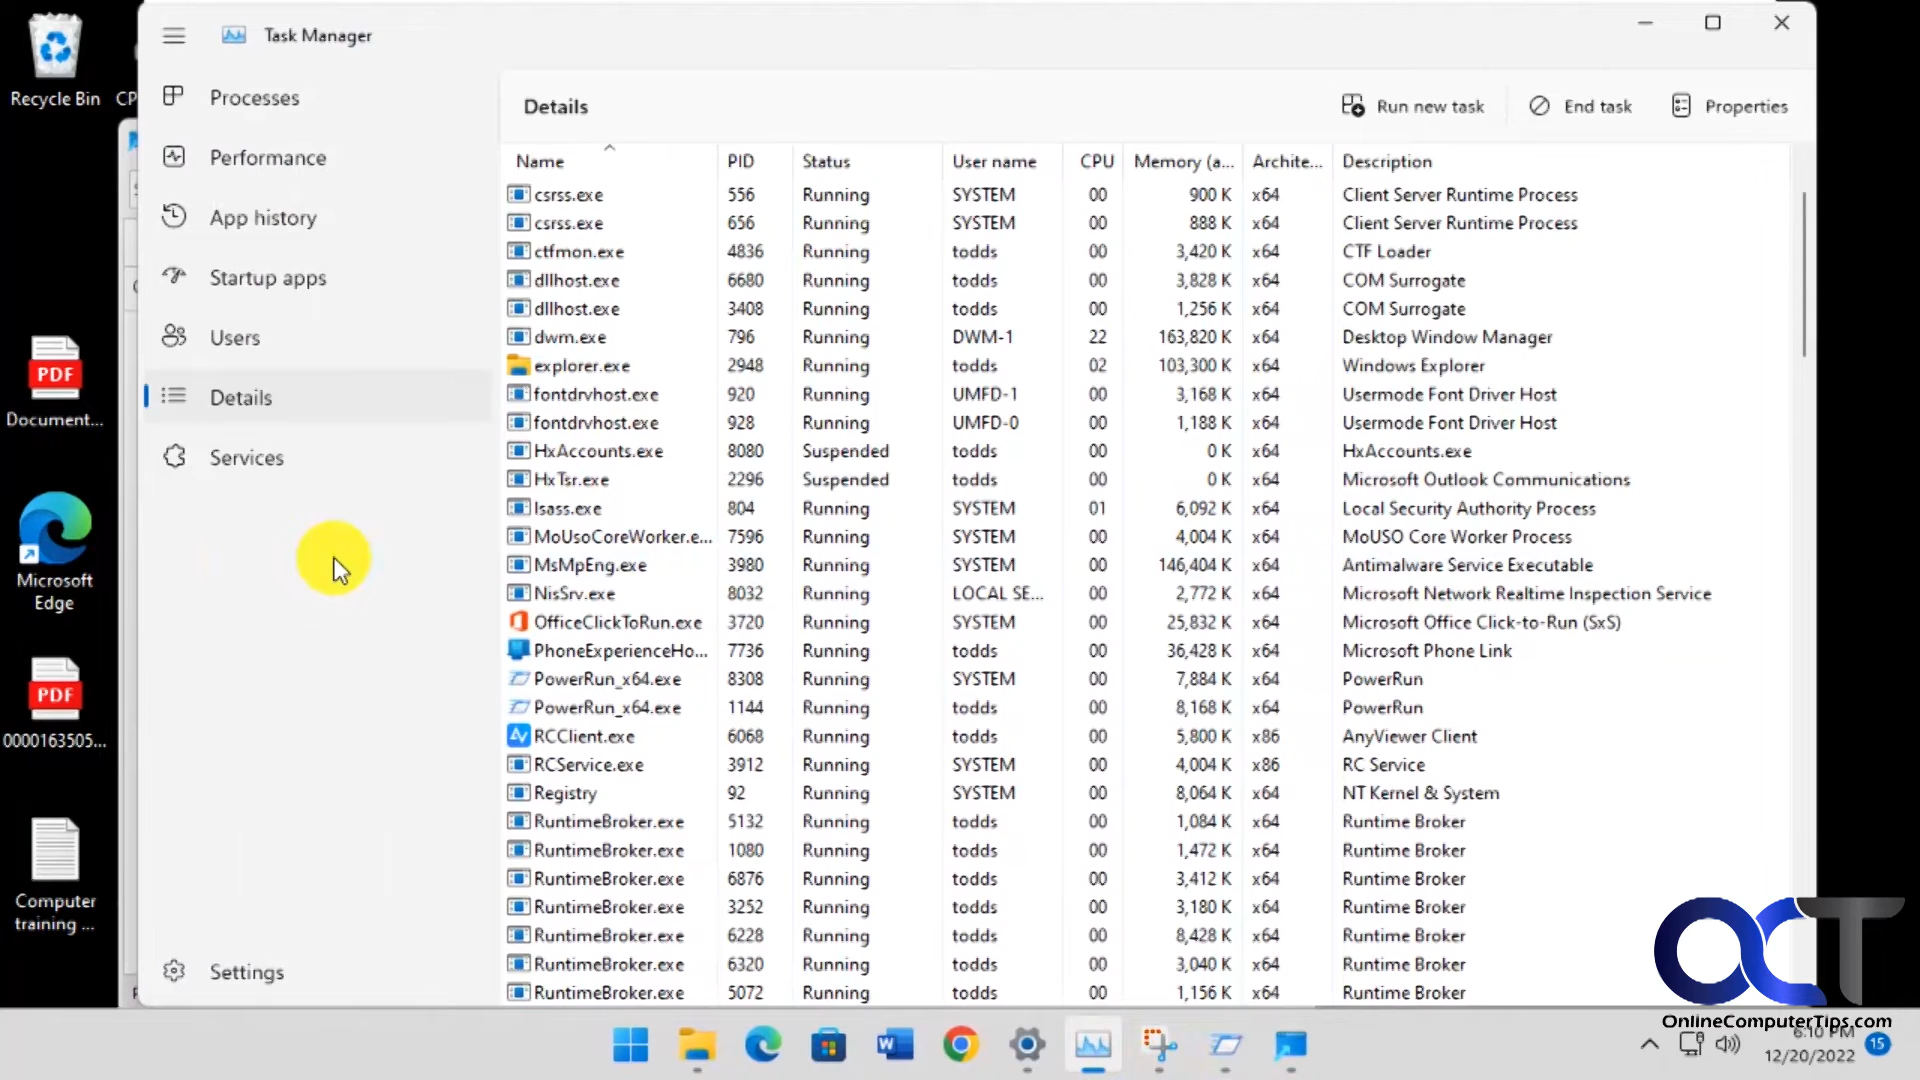 Recycle Bin
CP
Task Manager
Processes
Performance
App history
Startup apps
Users
Details
Services
Settings
Details
Run new task
End task
Properties
Name PID Status User name CPU Memory (a... Archite... Description
csrss.exe 556 Running SYSTEM 00 900 K x64 Client Server Runtime Process
csrss.exe 656 Running SYSTEM 00 888 K x64 Client Server Runtime Process
ctfmon.exe 4836 Running todds 00 3,420 K x64 CTF Loader
dllhost.exe 6680 Running todds 00 3,828 K x64 COM Surrogate
dllhost.exe 3408 Running todds 00 1,256 K x64 COM Surrogate
dwm.exe 796 Running DWM-1 22 163,820 K x64 Desktop Window Manager
explorer.exe 2948 Running todds 02 103,300 K x64 Windows Explorer
fontdrvhost.exe 920 Running UMFD-1 00 3,168 K x64 Usermode Font Driver Host
fontdrvhost.exe 928 Running UMFD-0 00 1,188 K x64 Usermode Font Driver Host
HxAccounts.exe 8080 Suspended todds 00 0 K x64 HxAccounts.exe
HxTsr.exe 2296 Suspended todds 00 0 K x64 Microsoft Outlook Communications
lsass.exe 804 Running SYSTEM 01 6,092 K x64 Local Security Authority Process
MoUsoCoreWorker.e... 7596 Running SYSTEM 00 4,004 K x64 MoUSO Core Worker Process
MsMpEng.exe 3980 Running SYSTEM 00 146,404 K x64 Antimalware Service Executable
NisSrv.exe 8032 Running LOCAL SE... 00 2,772 K x64 Microsoft Network Realtime Inspection Service
OfficeClickToRun.exe 3720 Running SYSTEM 00 25,832 K x64 Microsoft Office Click-to-Run (SxS)
PhoneExperienceHo... 7736 Running todds 00 36,428 K x64 Microsoft Phone Link
PowerRun_x64.exe 8308 Running SYSTEM 00 7,884 K x64 PowerRun
PowerRun_x64.exe 1144 Running todds 00 8,168 K x64 PowerRun
RCClient.exe 6068 Running todds 00 5,800 K x86 AnyViewer Client
RCService.exe 3912 Running SYSTEM 00 4,004 K x86 RC Service
Registry 92 Running SYSTEM 00 8,064 K x64 NT Kernel & System
RuntimeBroker.exe 5132 Running todds 00 1,084 K x64 Runtime Broker
RuntimeBroker.exe 1080 Running todds 00 1,472 K x64 Runtime Broker
RuntimeBroker.exe 6876 Running todds 00 3,412 K x64 Runtime Broker
RuntimeBroker.exe 3252 Running todds 00 3,180 K x64 Runtime Broker
RuntimeBroker.exe 6228 Running todds 00 8,428 K x64 Runtime Broker
RuntimeBroker.exe 6320 Running todds 00 3,040 K x64 Runtime Broker
RuntimeBroker.exe 5072 Running todds 00 1,156 K x64 Runtime Broker
PDF
Document...
Microsoft
Edge
PDF
0000163505...
Computer
training ...
OCT
OnlineComputerTips.com
W
6:10 PM
12/20/2022
15